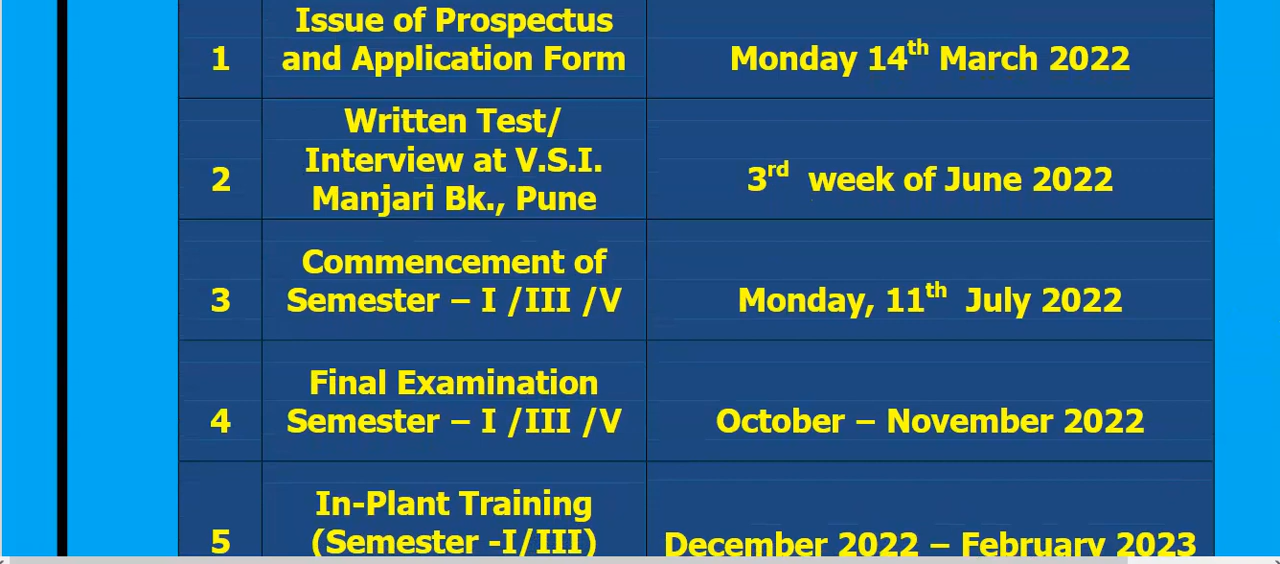 Issue of Prospectus
1 and Application Form Monday 14th March 2022
Written Test/
Interview at V.S.I.
2 3rd week of June 2022
Manjari Bk., Pune
Commencement of
3 Semester – I /III /V Monday, 11th July 2022
Final Examination
4 Semester – I /III /V October – November 2022
In-Plant Training
5 (Semester -I/III) December 2022 – February 2023